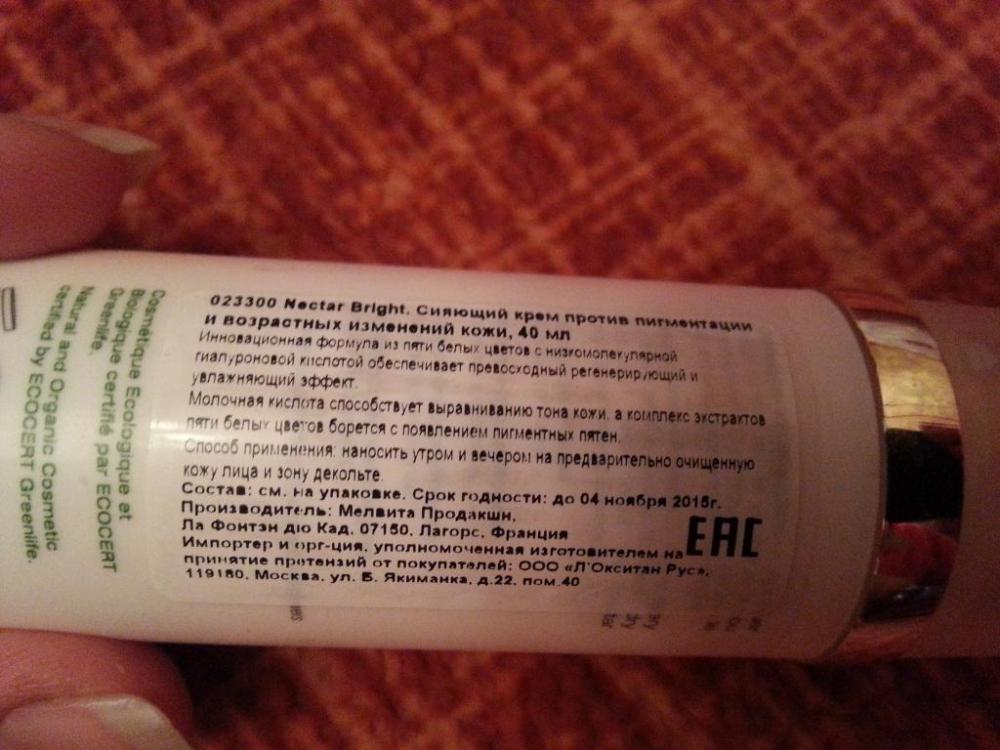 023300 Nectar Bright. Сияющий крем против пигментации
и возрастных изменений кожи, 40 мл
Инновационная формула из пяти белых цветов с низкомолекулярной
гиалуроновой кислотой обеспечивает превосходный регенерирующий и
увлажняющий эффект.
Молочная кислота способствует выравниванию тона кожи, а комплекс экстрактов
пяти белых цветов борется с появлением пигментных пятен.
Способ применения: наносить утром и вечером на предварительно очищенную
кожу лица и зону декольте.
Состав: см. на упаковке. Срок годности: до 04 ноября 2015г.
Производитель: Мелвита Продакшн,
Ла Фонтэн дю Кад, 07150, Лагорс, Франция
Импортер и орг-ция, уполномоченная изготовителем на
принятие претензий от покупателей: ООО «Л'Окситан Рус»,
119180, Москва, ул. Б. Якиманка, д.22, пом.40
EAC
Cosmétique Ecologique et
Biologique certifié par ECOCERT
Greenlife.
Natural and Organic Cosmetic
certified by ECOCERT Greenlife.